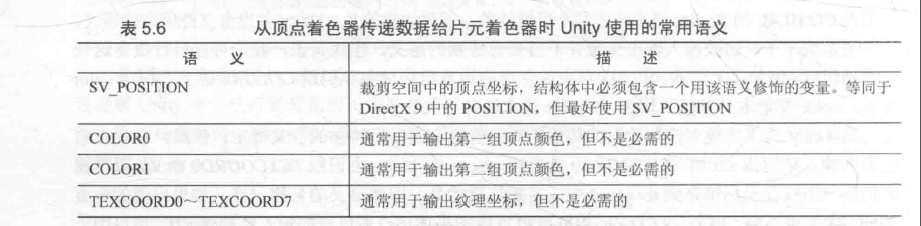 表 5.6 从顶点着色器传递数据给片元着色器时 Unity 使用的常用语义
语 义 描 述
SV_POSITION 裁剪空间中的顶点坐标，结构体中必须包含一个用该语义修饰的变量。等同于
DirectX 9 中的 POSITION，但最好使用 SV_POSITION
COLOR0 通常用于输出第一组顶点颜色，但不是必需的
COLOR1 通常用于输出第二组顶点颜色，但不是必需的
TEXCOORD0～TEXCOORD7 通常用于输出纹理坐标，但不是必需的